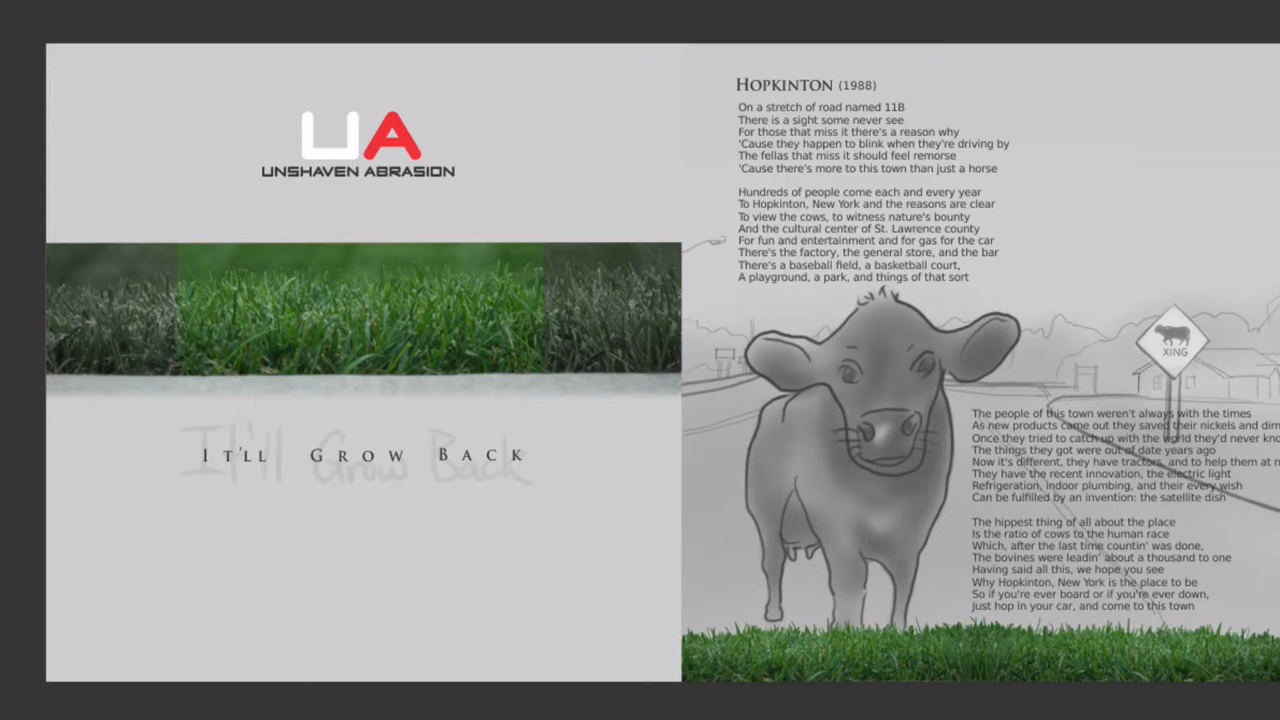 UA
UNSHAVEN ABRASION
It'll Grow Back
It'll Grow Back
HOPKINTON (1988)
On a stretch of road named 11B
There is a sight some never see
For those that miss it there's a reason why
'Cause they happen to blink when they're driving by
The fellas that miss it should feel remorse
'Cause there's more to this town than just a horse
Hundreds of people come each and every year
To Hopkinton, New York and the reasons are clear
To view the cows, to witness nature's bounty
And the cultural center of St. Lawrence county
For fun and entertainment and for gas for the car
There's the factory, the general store, and the bar
There's a baseball field, a basketball court,
A playground, a park, and things of that sort
XING
The people of this town weren't always with the times
As new products came out they saved their nickels and dim
Once they tried to catch up with the world they'd never kno
The things they got were out of date years ago
Now it's different, they have tractors, and to help them at n
They have the recent innovation, the electric light
Refrigeration, indoor plumbing, and their every wish
Can be fulfilled by an invention: the satellite dish
The hippest thing of all about the place
Is the ratio of cows to the human race
Which, after the last time countin' was done,
The bovines were leadin' about a thousand to one
Having said all this, we hope you see
Why Hopkinton, New York is the place to be
So if you're ever board or if you're ever down,
Just hop in your car, and come to this town